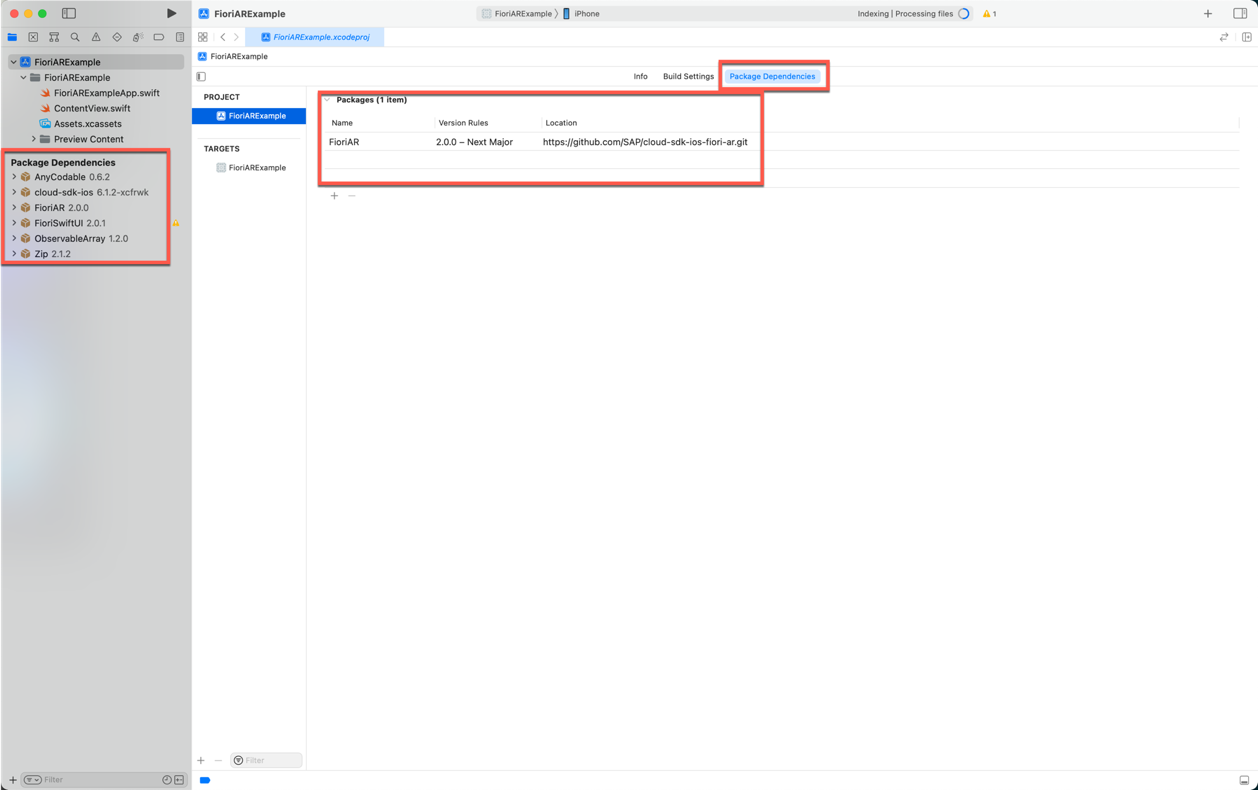 FioriARExample
FioriARExample 〉 iPhone
Indexing | Processing files
1
FioriARExample.xcodeproj
FioriARExample
FioriARExample
FioriARExample
FioriARExampleApp.swift
ContentView.swift
Assets.xcassets
Preview Content
Package Dependencies
AnyCodable 0.6.2
cloud-sdk-ios 6.1.2-xcfrwk
FioriAR 2.0.0
FioriSwiftUI 2.0.1
ObservableArray 1.2.0
Zip 2.1.2
Filter
PROJECT
FioriARExample
TARGETS
FioriARExample
Filter
Info Build Settings Package Dependencies
Packages (1 item)
Name Version Rules Location
FioriAR 2.0.0 – Next Major https://github.com/SAP/cloud-sdk-ios-fiori-ar.git